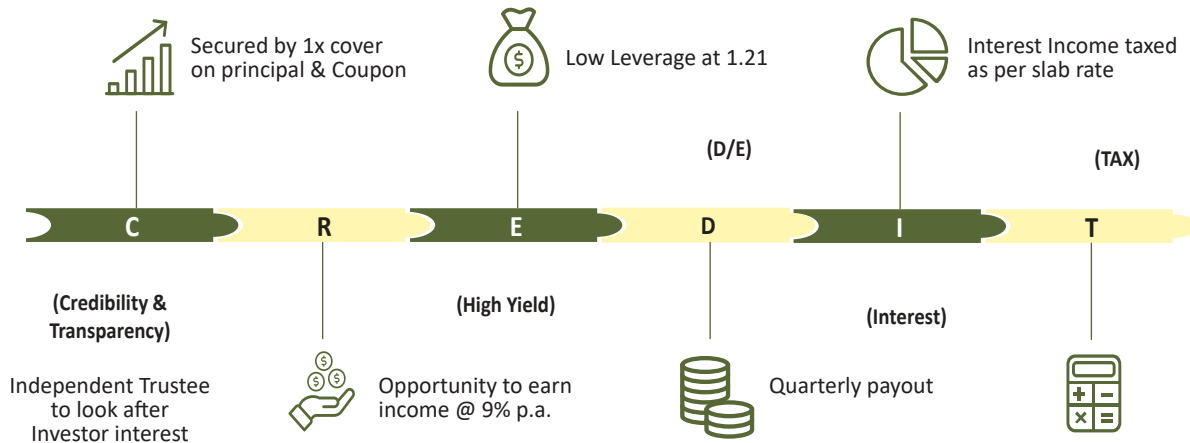 Secured by 1x cover
on principal & Coupon
Low Leverage at 1.21
Interest Income taxed
as per slab rate
(D/E)
(TAX)
C
R
E
D
I
T
(Credibility &
Transparency)
(High Yield)
(Interest)
Independent Trustee
to look after
Investor interest
$
$
$
$
Opportunity to earn
income @ 9% p.a.
Quarterly payout
+ -
× =